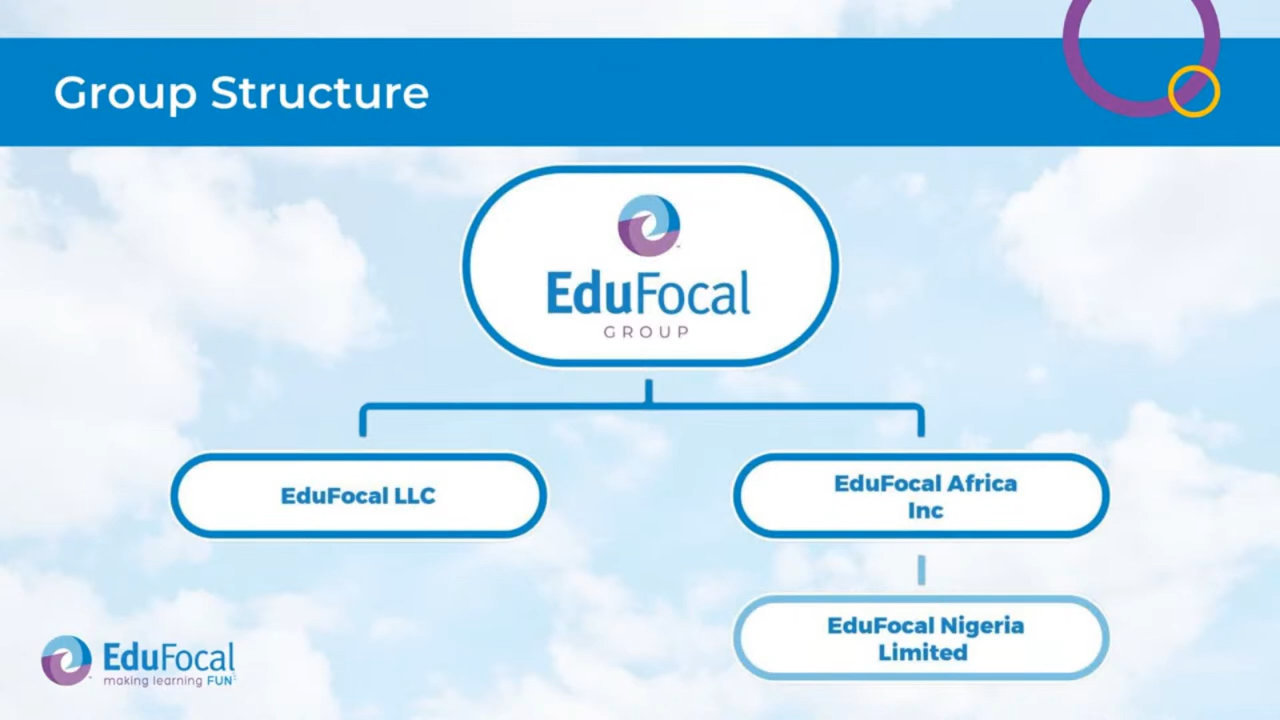 Group Structure
EduFocal
GROUP
EduFocal LLC
EduFocal Africa
Inc
EduFocal Nigeria
Limited
EduFocal
making learning FUN